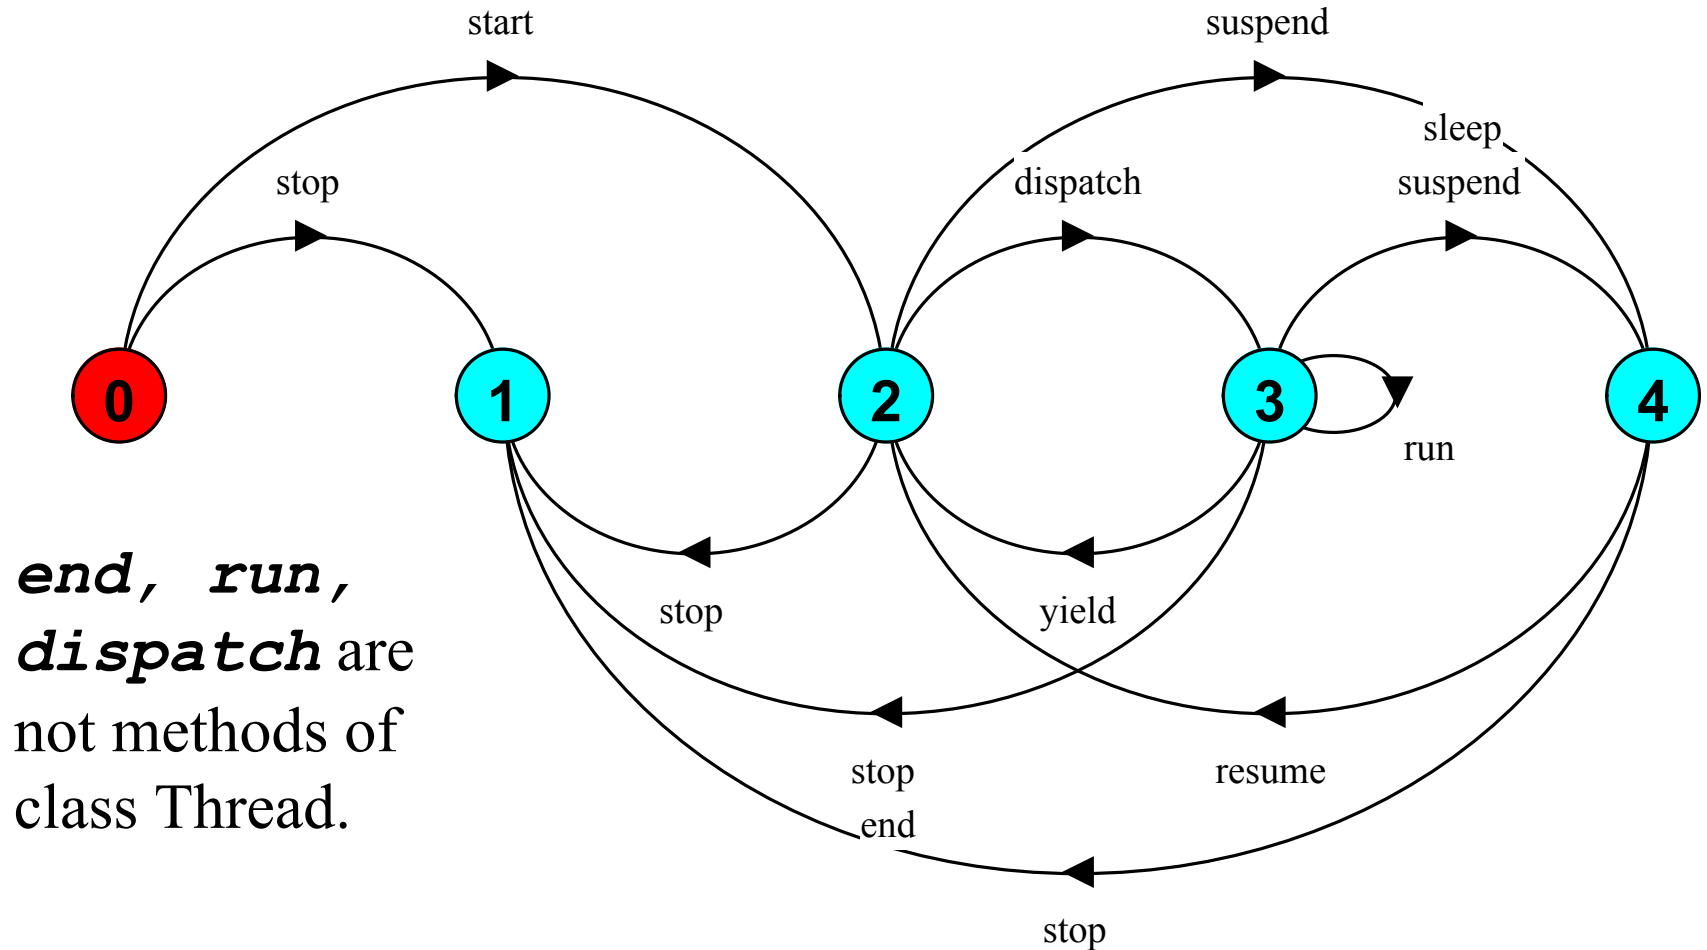 start
suspend
sleep
stop
dispatch
suspend
0
1
2
3
4
run
end, run,
dispatch are
not methods of
class Thread.
stop
yield
stop
end
resume
stop